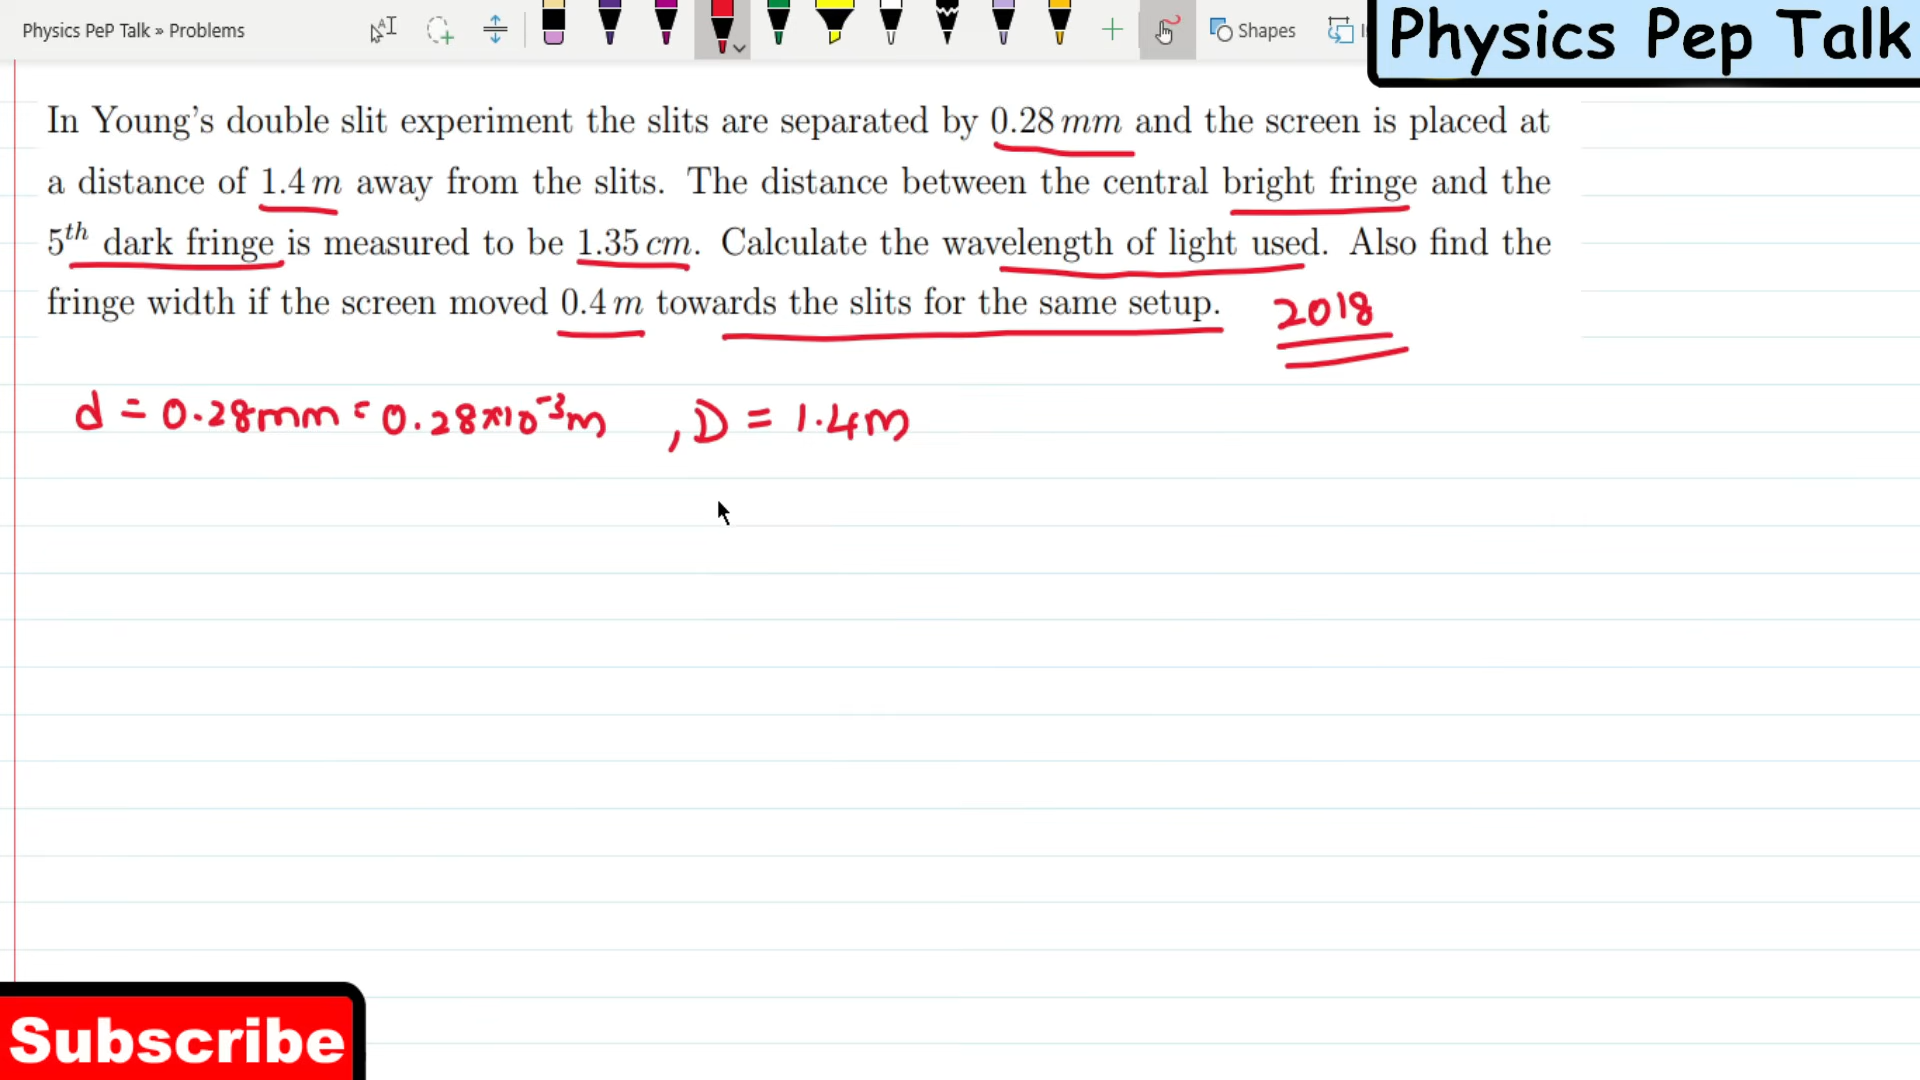 Physics PeP Talk » Problems
Shapes
Physics Pep Talk
In Young's double slit experiment the slits are separated by 0.28 mm and the screen is placed at
a distance of 1.4 m away from the slits. The distance between the central bright fringe and the
5th dark fringe is measured to be 1.35 cm. Calculate the wavelength of light used. Also find the
fringe width if the screen moved 0.4 m towards the slits for the same setup. 2018
d = 0.28mm = 0.28×10⁻³m , D = 1.4m
Subscribe